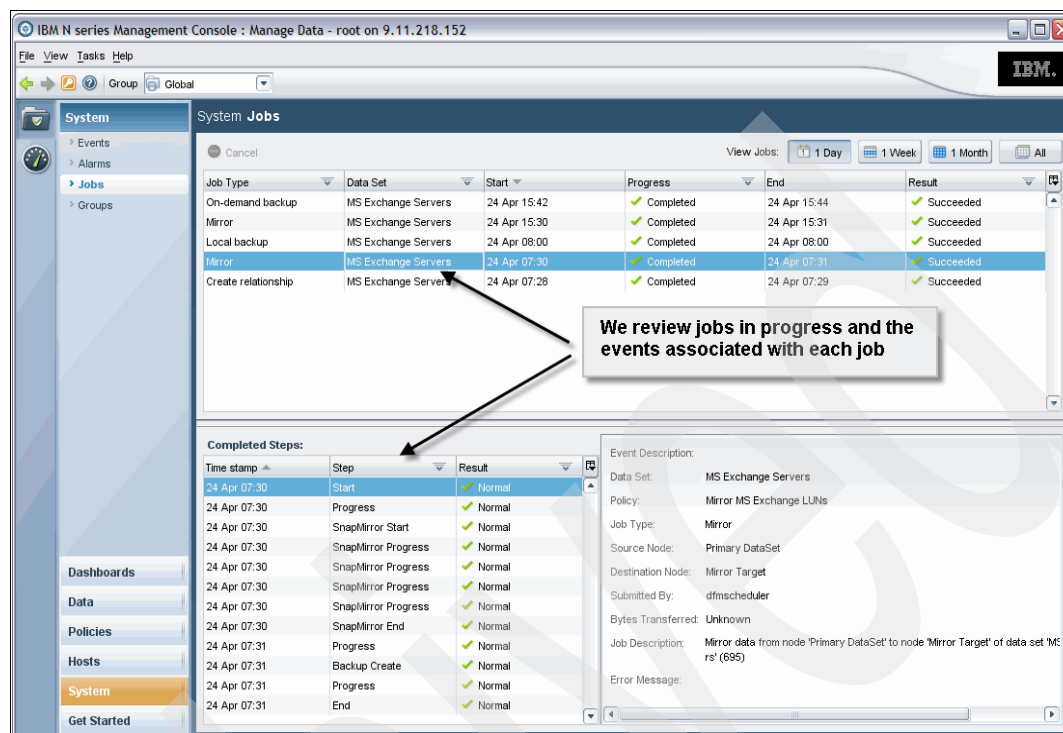 IBM N series Management Console : Manage Data - root on 9.11.218.152
File View Tasks Help
Group Global
IBM.
System
Events
Alarms
Jobs
Groups
System Jobs
Cancel
View Jobs: 1 Day 1 Week 1 Month All
Job Type Data Set Start Progress End Result
On-demand backup MS Exchange Servers 24 Apr 15:42 Completed 24 Apr 15:44 Succeeded
Mirror MS Exchange Servers 24 Apr 15:30 Completed 24 Apr 15:31 Succeeded
Local backup MS Exchange Servers 24 Apr 08:00 Completed 24 Apr 08:00 Succeeded
Mirror MS Exchange Servers 24 Apr 07:30 Completed 24 Apr 07:31 Succeeded
Create relationship MS Exchange Servers 24 Apr 07:28 Completed 24 Apr 07:29 Succeeded
We review jobs in progress and the
events associated with each job
Completed Steps:
Time stamp Step Result
24 Apr 07:30 Start Normal
24 Apr 07:30 Progress Normal
24 Apr 07:30 SnapMirror Start Normal
24 Apr 07:30 SnapMirror Progress Normal
24 Apr 07:30 SnapMirror Progress Normal
24 Apr 07:30 SnapMirror Progress Normal
24 Apr 07:30 SnapMirror Progress Normal
24 Apr 07:30 SnapMirror End Normal
24 Apr 07:31 Progress Normal
24 Apr 07:31 Backup Create Normal
24 Apr 07:31 Progress Normal
24 Apr 07:31 End Normal
Event Description:
Data Set: MS Exchange Servers
Policy: Mirror MS Exchange LUNs
Job Type: Mirror
Source Node: Primary DataSet
Destination Node: Mirror Target
Submitted By: dfmscheduler
Bytes Transferred: Unknown
Job Description: Mirror data from node 'Primary DataSet' to node 'Mirror Target' of data set 'MS
rs' (695)
Error Message:
Dashboards
Data
Policies
Hosts
System
Get Started